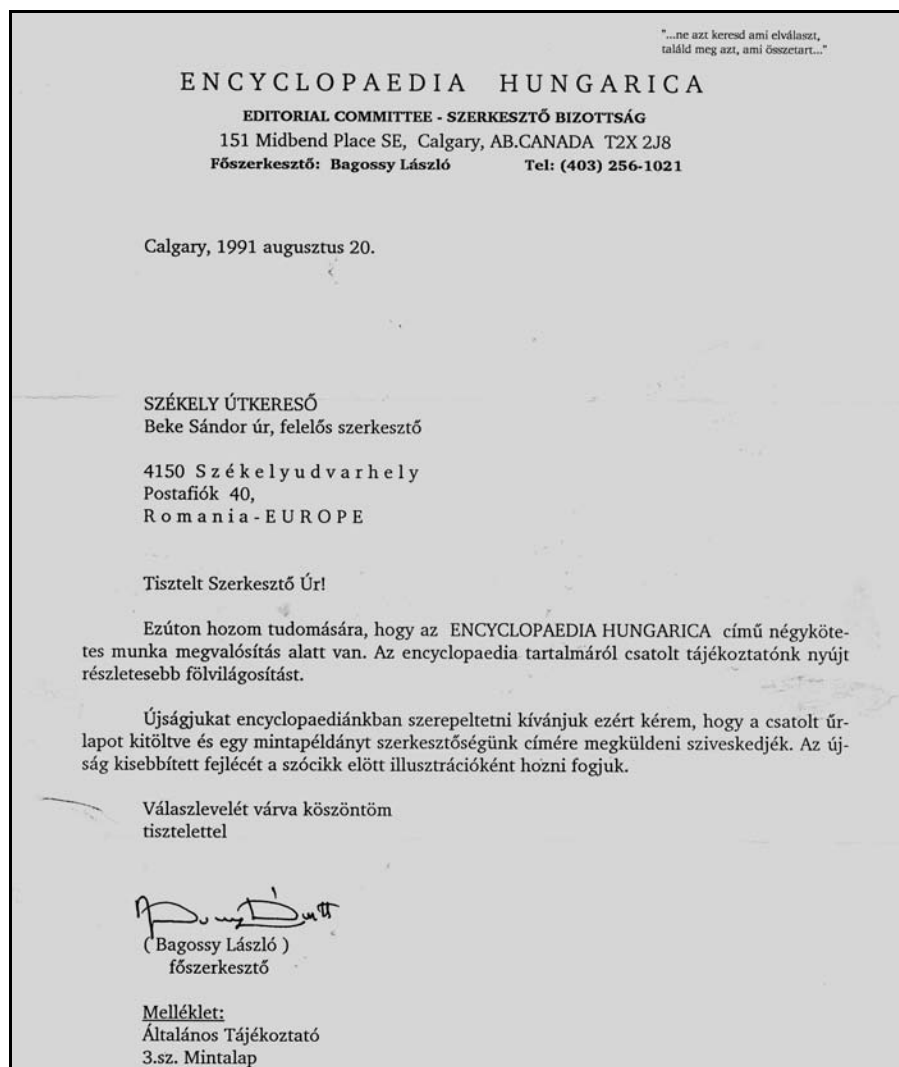 "...ne azt keresd ami elválaszt,
találd meg azt, ami összetart..."
ENCYCLOPAEDIA HUNGARICA
EDITORIAL COMMITTEE - SZERKESZTŐ BIZOTTSÁG
151 Midbend Place SE, Calgary, AB.CANADA T2X 2J8
Főszerkesztő: Bagossy László Tel: (403) 256-1021
Calgary, 1991 augusztus 20.
SZÉKELY ÚTKERESŐ
Beke Sándor úr, felelős szerkesztő
4150 Székelyudvarhely
Postafiók 40,
Romania-EUROPE
Tisztelt Szerkesztő Úr!
Ezúton hozom tudomására, hogy az ENCYCLOPAEDIA HUNGARICA című négyköte-
tes munka megvalósítás alatt van. Az encyclopaedia tartalmáról csatolt tájékoztatónk nyújt
részletesebb fölvilágosítást.
Újságjukat encyclopaediánkban szerepeltetni kívánjuk ezért kérem, hogy a csatolt űr-
lapot kitöltve és egy mintapéldányt szerkesztőségünk címére megküldeni sziveskedjék. Az új-
ság kisebbített fejlécét a szócikk elött illusztrációként hozni fogjuk.
Válaszlevelét várva köszöntöm
tisztelettel
( Bagossy László )
főszerkesztő
Melléklet:
Általános Tájékoztató
3.sz. Mintalap